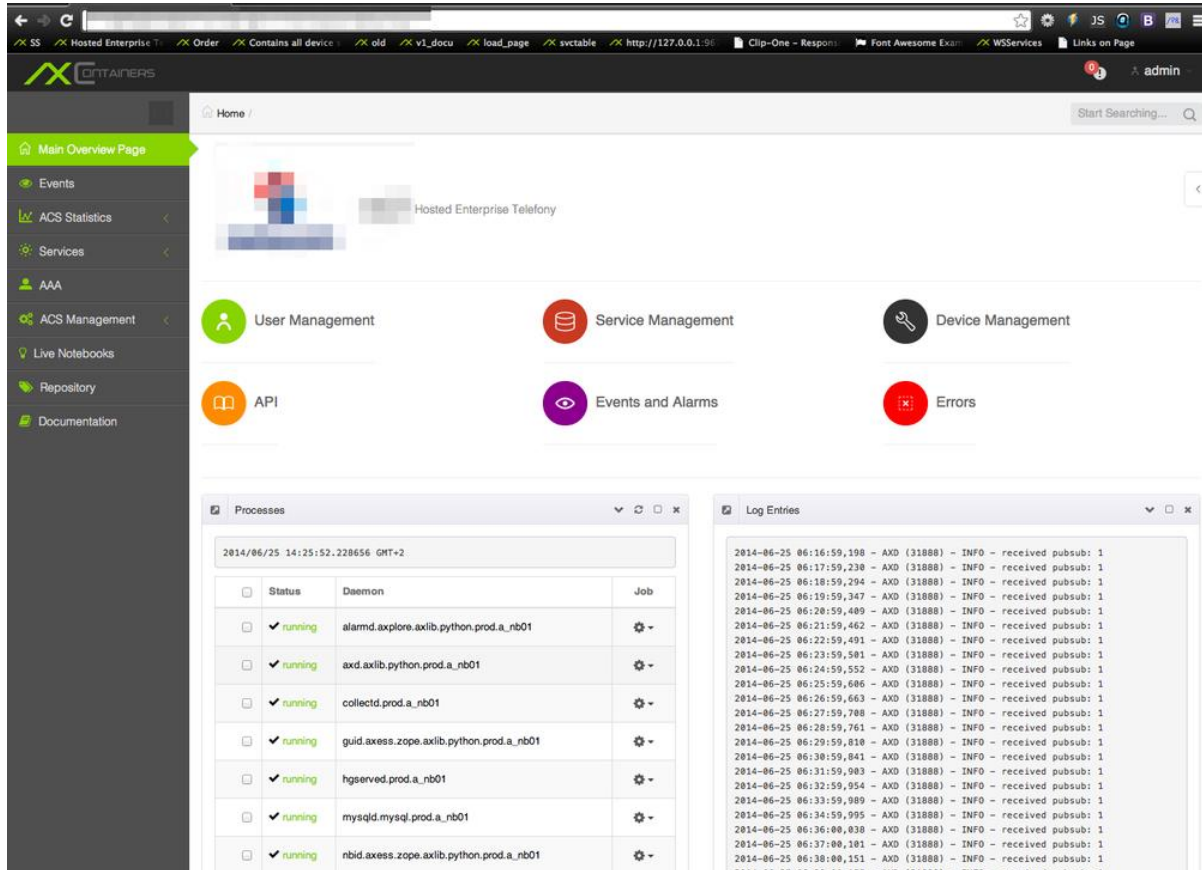 SS Hosted Enterprise Te Order Contains all device s old v1_docu load_page svctable http://127.0.0.1:96 Clip-One – Respons Font Awesome Exam WSServices Links on Page
JS B
CONTAINERS
0 admin
Home /
Start Searching...
Main Overview Page
Events
ACS Statistics
Services
AAA
ACS Management
Live Notebooks
Repository
Documentation
Hosted Enterprise Telefony
User Management
Service Management
Device Management
API
Events and Alarms
Errors
Processes
2014/06/25 14:25:52.228656 GMT+2
Status Daemon Job
running alarmd.axplore.axlib.python.prod.a_nb01
running axd.axlib.python.prod.a_nb01
running collectd.prod.a_nb01
running guid.axess.zope.axlib.python.prod.a_nb01
running hgserved.prod.a_nb01
running mysqld.mysql.prod.a_nb01
running nbid.axess.zope.axlib.python.prod.a_nb01
Log Entries
2014-06-25 06:16:59,198 – AXD (31888) – INFO – received pubsub: 1
2014-06-25 06:17:59,230 – AXD (31888) – INFO – received pubsub: 1
2014-06-25 06:18:59,294 – AXD (31888) – INFO – received pubsub: 1
2014-06-25 06:19:59,347 – AXD (31888) – INFO – received pubsub: 1
2014-06-25 06:20:59,409 – AXD (31888) – INFO – received pubsub: 1
2014-06-25 06:21:59,462 – AXD (31888) – INFO – received pubsub: 1
2014-06-25 06:22:59,491 – AXD (31888) – INFO – received pubsub: 1
2014-06-25 06:23:59,501 – AXD (31888) – INFO – received pubsub: 1
2014-06-25 06:24:59,552 – AXD (31888) – INFO – received pubsub: 1
2014-06-25 06:25:59,606 – AXD (31888) – INFO – received pubsub: 1
2014-06-25 06:26:59,663 – AXD (31888) – INFO – received pubsub: 1
2014-06-25 06:27:59,708 – AXD (31888) – INFO – received pubsub: 1
2014-06-25 06:28:59,761 – AXD (31888) – INFO – received pubsub: 1
2014-06-25 06:29:59,810 – AXD (31888) – INFO – received pubsub: 1
2014-06-25 06:30:59,841 – AXD (31888) – INFO – received pubsub: 1
2014-06-25 06:31:59,903 – AXD (31888) – INFO – received pubsub: 1
2014-06-25 06:32:59,954 – AXD (31888) – INFO – received pubsub: 1
2014-06-25 06:33:59,989 – AXD (31888) – INFO – received pubsub: 1
2014-06-25 06:34:59,995 – AXD (31888) – INFO – received pubsub: 1
2014-06-25 06:36:00,038 – AXD (31888) – INFO – received pubsub: 1
2014-06-25 06:37:00,101 – AXD (31888) – INFO – received pubsub: 1
2014-06-25 06:38:00,151 – AXD (31888) – INFO – received pubsub: 1